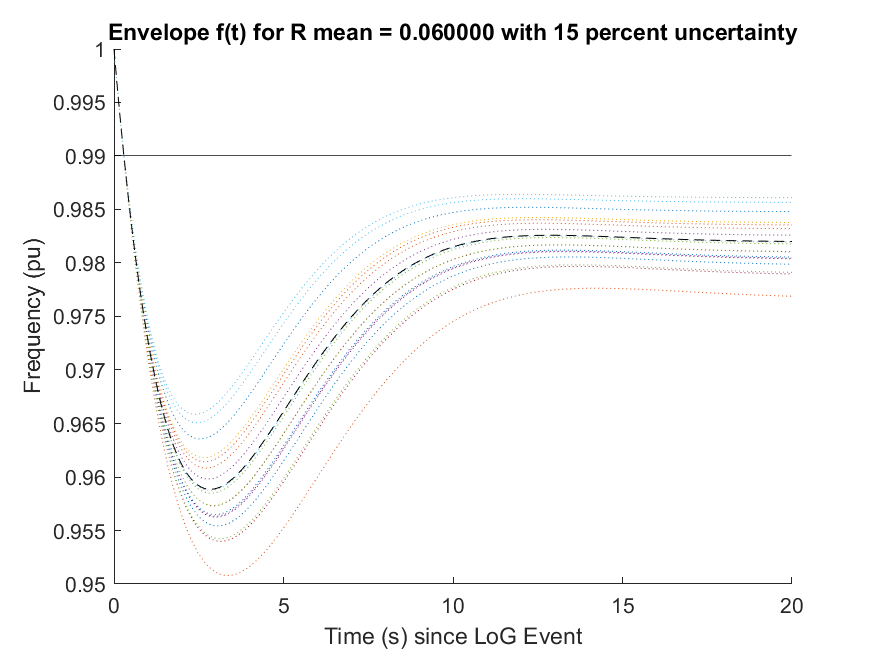 Envelope f(t) for R mean = 0.060000 with 15 percent uncertainty
1
0.995
0.99
0.985
0.98
0.975
0.97
0.965
0.96
0.955
0.95
Frequency (pu)
0 5 10 15 20
Time (s) since LoG Event